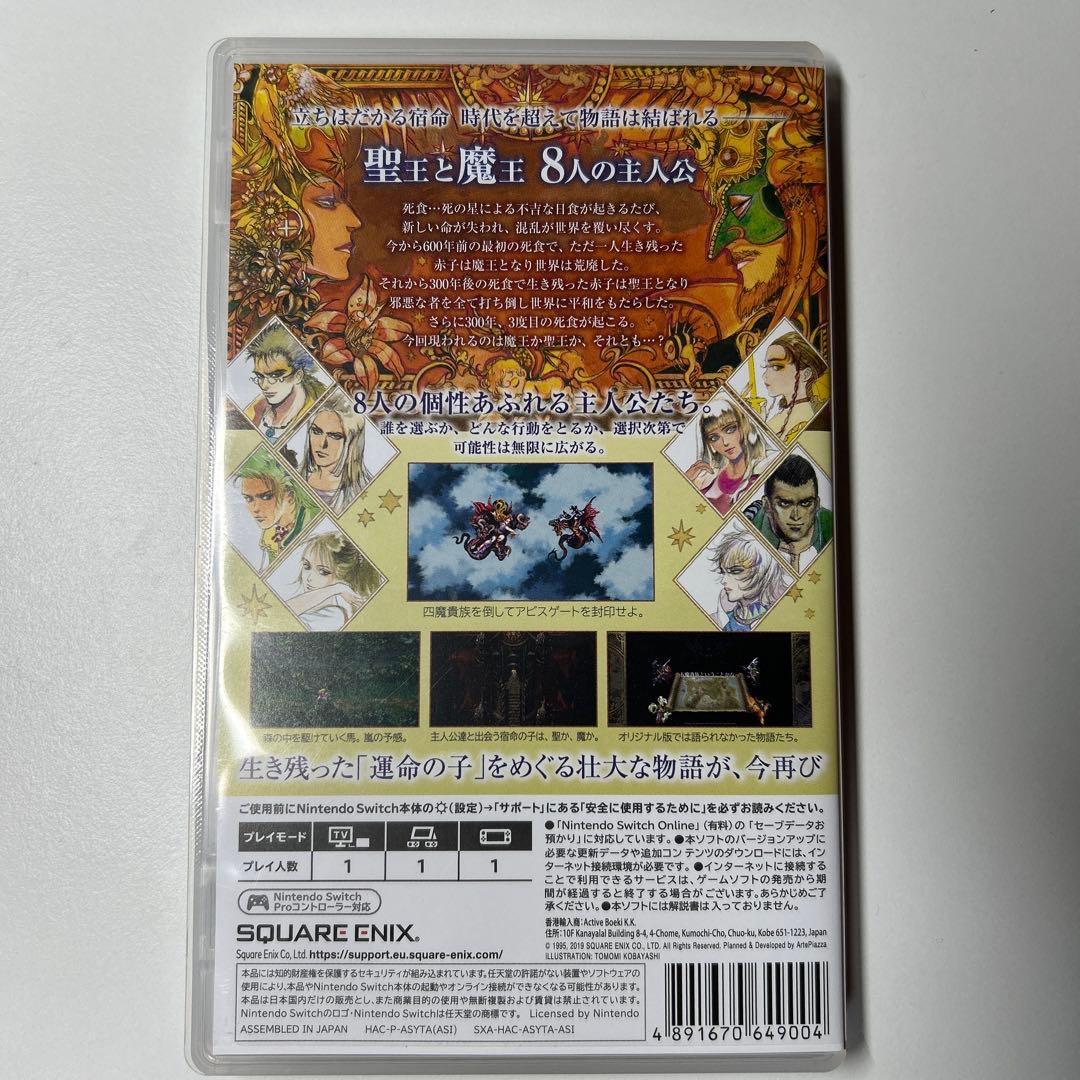 立ちはだかる宿命 時代を超えて物語は結ばれる――
聖王と魔王 8人の主人公
死食…死の星による不吉な日食が起きるたび、
新しい命が失われ、混乱が世界を覆い尽くす。
今から600年前の最初の死食で、ただ一人生き残った
赤子は魔王となり世界は荒廃した。
それから300年後の死食で生き残った赤子は聖王となり
邪悪な者を全て打ち倒し世界に平和をもたらした。
さらに300年、3度目の死食が起こる。
今回現われるのは魔王か聖王か、それとも…?
8人の個性あふれる主人公たち。
誰を選ぶか、どんな行動をとるか、選択次第で
可能性は無限に広がる。
四魔貴族を倒してアビスゲートを封印せよ。
森の中を駆けていく馬。嵐の予感。
主人公達と出会う宿命の子は、聖か、魔か。
オリジナル版では語られなかった物語たち。
生き残った「運命の子」をめぐる壮大な物語が、今再び
ご使用前にNintendo Switch本体の(設定)→「サポート」にある「安全に使用するために」を必ずお読みください。
プレイモード TV
プレイ人数 1 1 1
Nintendo Switch
Proコントローラー対応
●「Nintendo Switch Online」(有料)の「セーブデータお
預かり」に対応しています。●本ソフトのバージョンアップに
必要な更新データや追加コン テンツのダウンロードには、インタ
ーネット接続環境が必要です。●インターネットに接続する
ことで利用できるサービスは、ゲームソフトの発売から期
間が経過すると終了する場合がございます。あらかじめご了
承ください。●本ソフトには解説書は入っておりません。
香港輸入商:Active Boeki K.K.
住所:10F Kanayalal Building 8-4, 4-Chome, Kumochi-Cho, Chuo-ku, Kobe 651-1223, Japan
© 1995, 2019 SQUARE ENIX CO., LTD. All Rights Reserved. Planned & Developed by ArtePiazza
ILLUSTRATION: TOMOMI KOBAYASHI
SQUARE ENIX.
Square Enix Co, Ltd. https://support.eu.square-enix.com/
本品には知的財産権を保護するセキュリティが組み込まれています。任天堂の許諾がない装置やソフトウェアの
使用により、本品やNintendo Switch本体の起動やオンライン接続ができなくなる可能性があります。
本品は日本国内だけの販売とし、また商業目的の使用や無断複製および賃貸は禁止されています。
Nintendo Switchのロゴ・Nintendo Switchは任天堂の商標です。 Licensed by Nintendo
ASSEMBLED IN JAPAN HAC-P-ASYTA(ASI) SXA-HAC-ASYTA-ASI
4 891670 649004